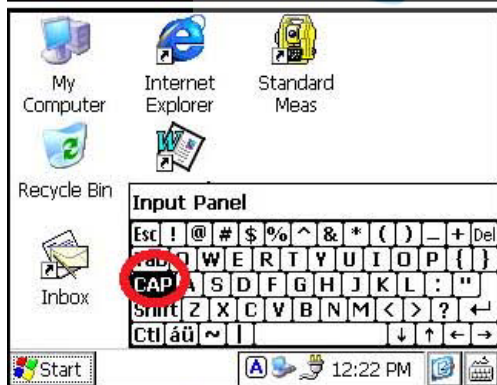 My Computer
Internet Explorer
Standard Meas
Recycle Bin
Inbox
Input Panel
Esc ! @ # $ % ^ & * ( ) _ + Del
Tab Q W E R T Y U I O P { }
CAP A S D F G H J K L : "
Shift Z X C V B N M < > ? ↵
Ctl áü ~ | ↓ ↑ ← →
Start A 12:22 PM